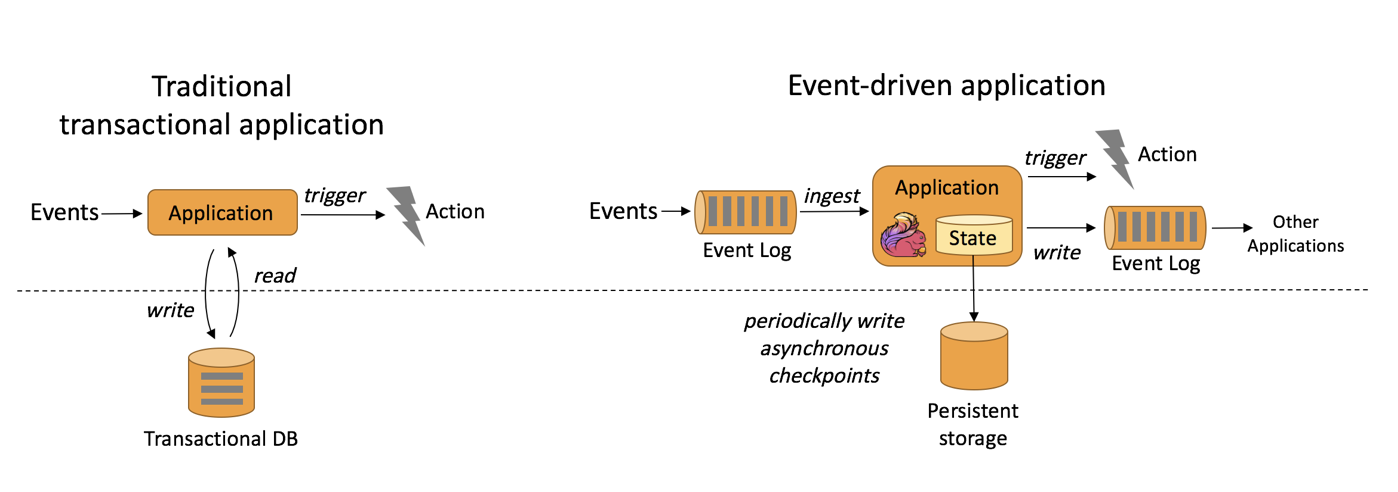 Traditional
transactional application
Events
Application
trigger
Action
write
read
Transactional DB
Event-driven application
Events
Event Log
ingest
Application
State
trigger
Action
write
Event Log
Other
Applications
periodically write
asynchronous
checkpoints
Persistent
storage